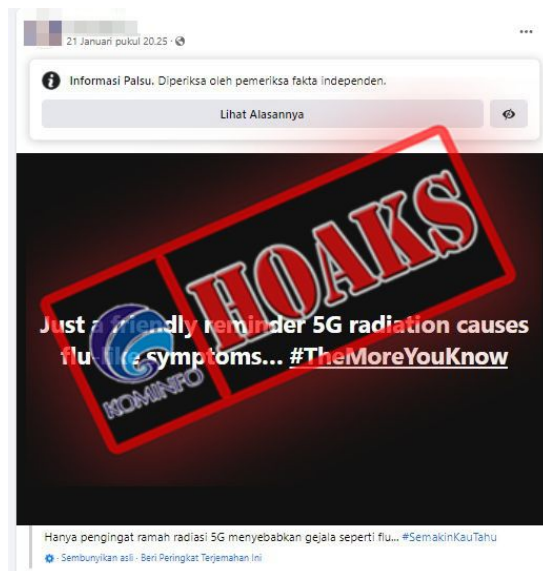 21 Januari pukul 20.25 ·
Informasi Palsu. Diperiksa oleh pemeriksa fakta independen.
Lihat Alasannya
HOAKS
KOMINFO
Just a friendly reminder 5G radiation causes
flu-like symptoms... #TheMoreYouKnow
Hanya pengingat ramah radiasi 5G menyebabkan gejala seperti flu... #SemakinKauTahu
· Sembunyikan asli · Beri Peringkat Terjemahan Ini